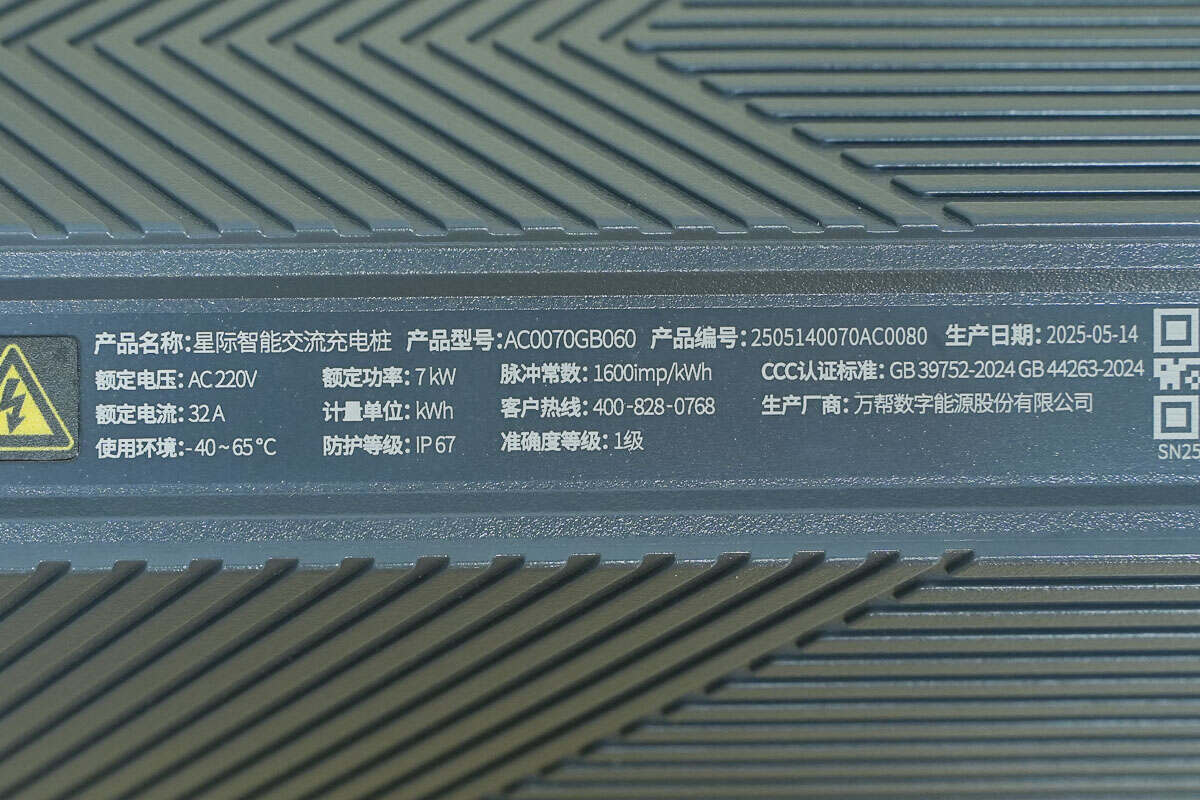 产品名称:星际智能交流充电桩 产品型号:AC0070GB060 产品编号:2505140070AC0080 生产日期:2025-05-14
额定电压:AC 220V 额定功率:7 kW 脉冲常数:1600imp/kWh CCC认证标准:GB 39752-2024 GB 44263-2024
额定电流:32 A 计量单位:kWh 客户热线:400-828-0768 生产厂商:万帮数字能源股份有限公司
使用环境:-40~65℃ 防护等级:IP 67 准确度等级:1级
SN25